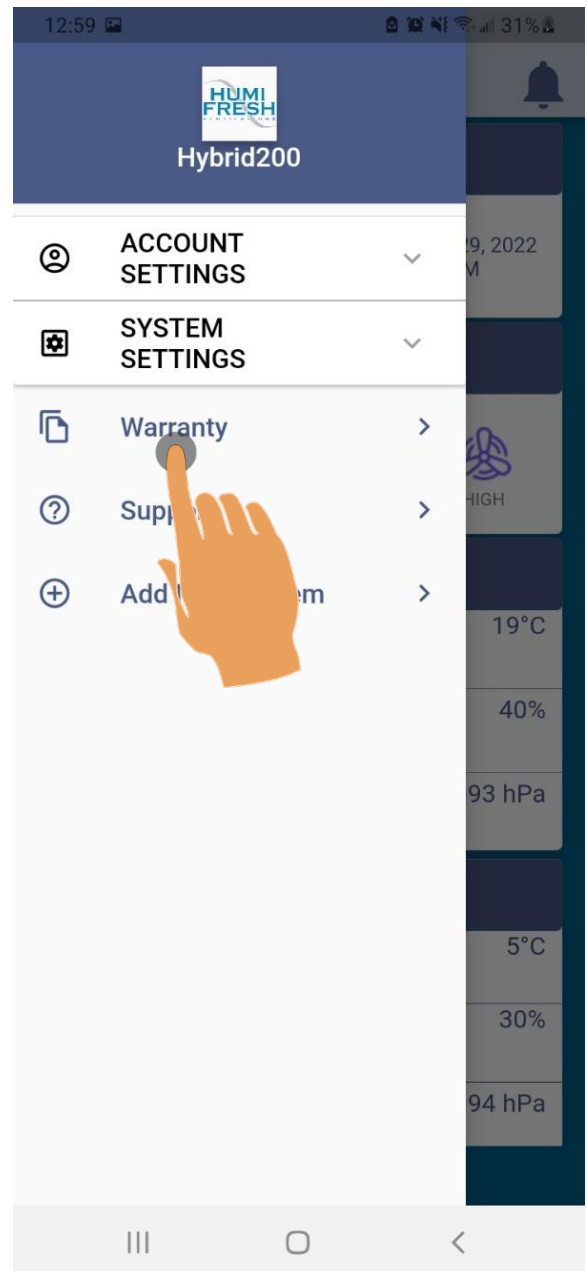 12:59
31%
HUMI
FRESH
Hybrid200
ACCOUNT
SETTINGS
29, 2022
M
SYSTEM
SETTINGS
Warranty
HIGH
Add
19°C
40%
93 hPa
5°C
30%
94 hPa